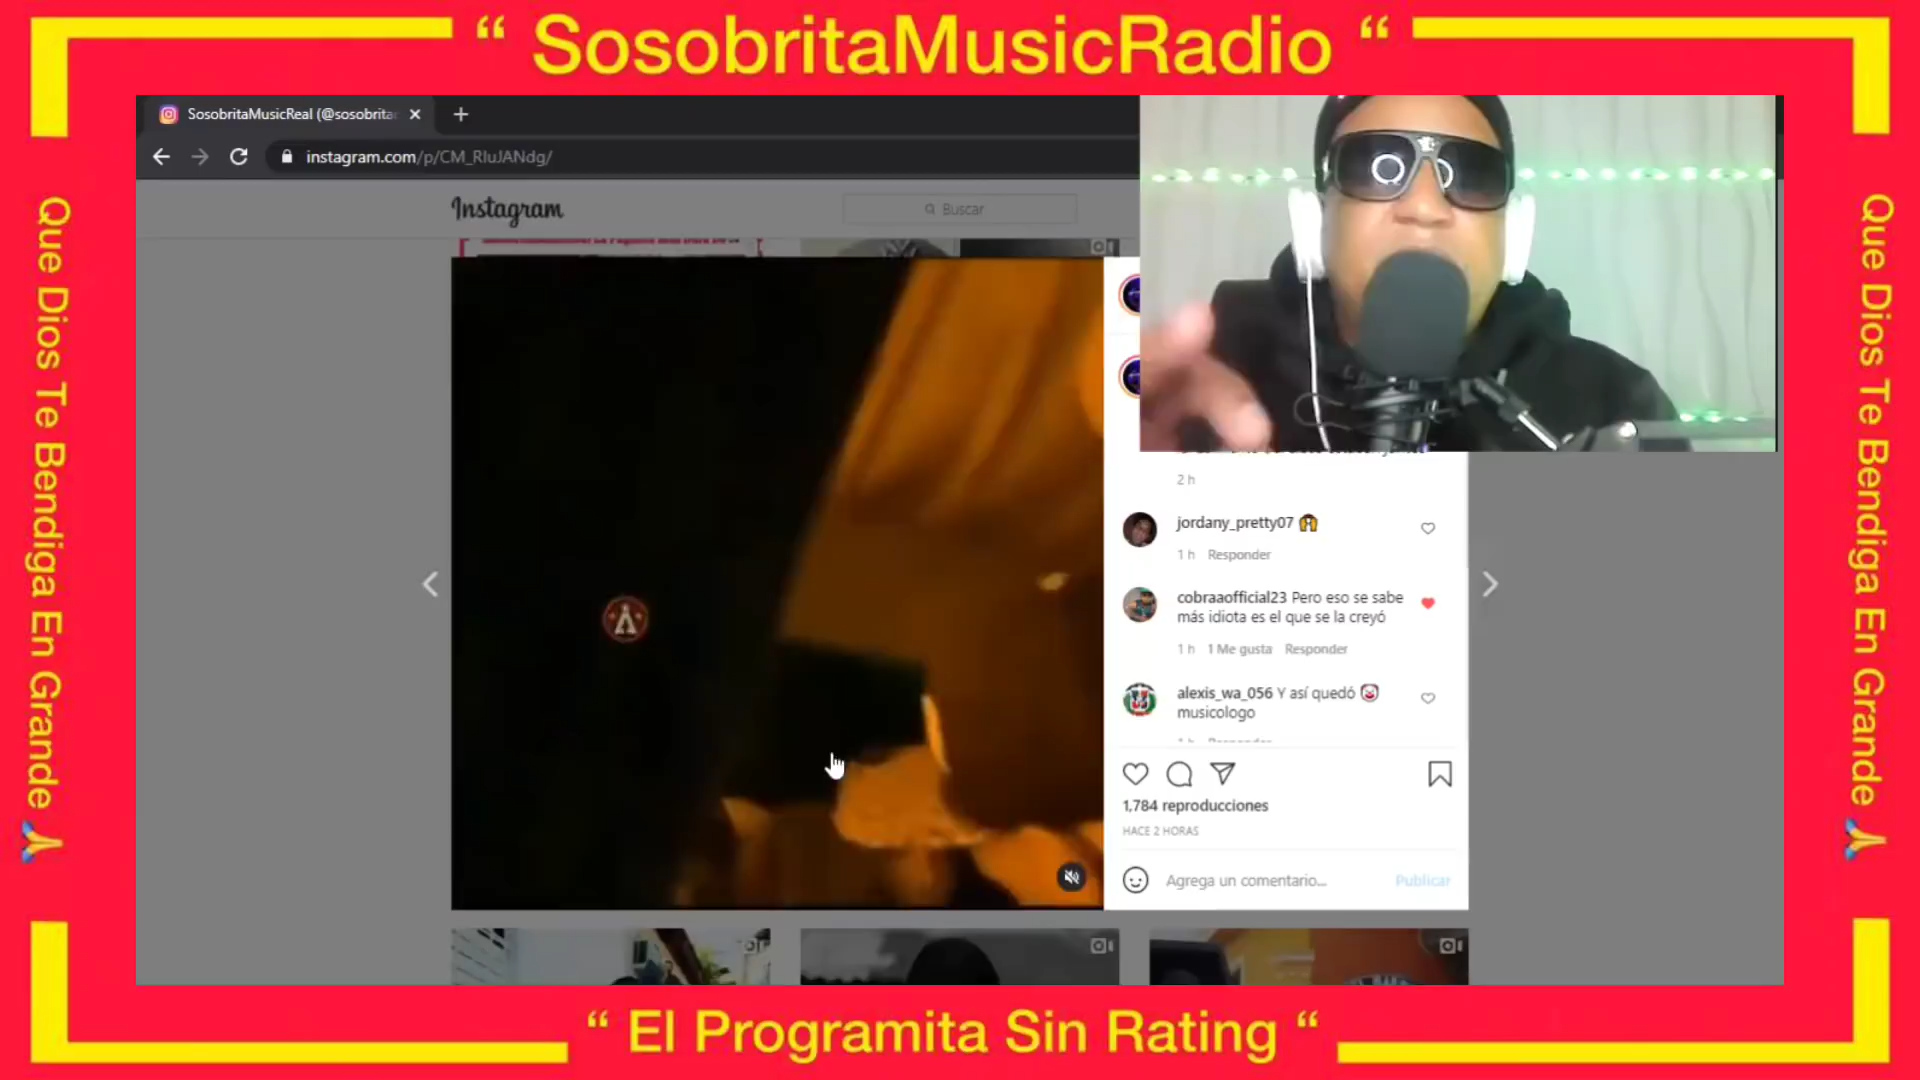 “ SosobritaMusicRadio “
SosobritaMusicReal (@sosobrita
instagram.com/p/CM_RIuJANdg/
Instagram
Buscar
Que Dios Te Bendiga En Grande
Que Dios Te Bendiga En Grande
2 h
jordany_pretty07
1 h Responder
cobraaofficial23 Pero eso se sabe
más idiota es el que se la creyó
1 h 1 Me gusta Responder
alexis_wa_056 Y así quedó
musicologo
1,784 reproducciones
HACE 2 HORAS
Agrega un comentario...
Publicar
“ El Programita Sin Rating “